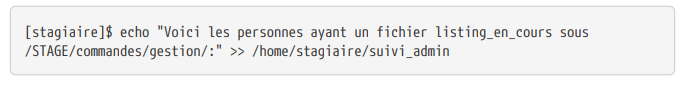 [stagiaire]$ echo "Voici les personnes ayant un fichier listing_en_cours sous
/STAGE/commandes/gestion/:" >> /home/stagiaire/suivi_admin